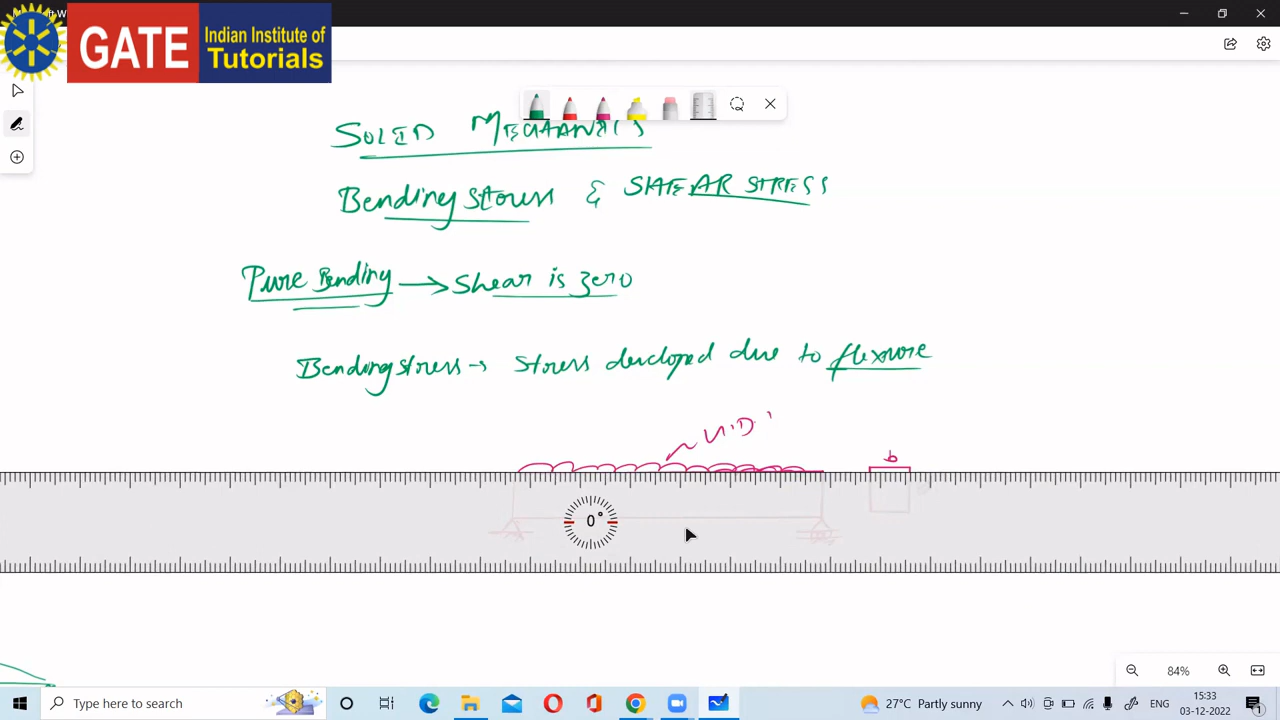 GATE
Indian Institute of
Tutorials
SOLID MECHANICS
Bending stress & SHEAR STRESS
Pure Bending → Shear is zero
Bending stress → Stress developed due to flexure
U.D.
b
0°
84%
Type here to search
27°C Partly sunny
ENG
15:33
03-12-2022
1